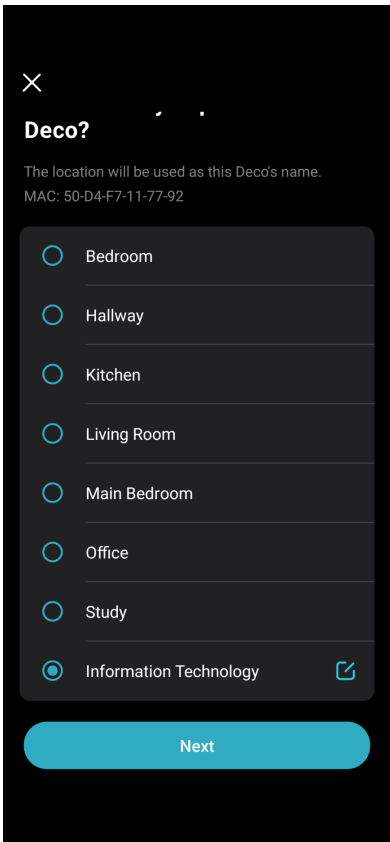 Deco?
The location will be used as this Deco's name.
MAC: 50-D4-F7-11-77-92
Bedroom
Hallway
Kitchen
Living Room
Main Bedroom
Office
Study
Information Technology
Next